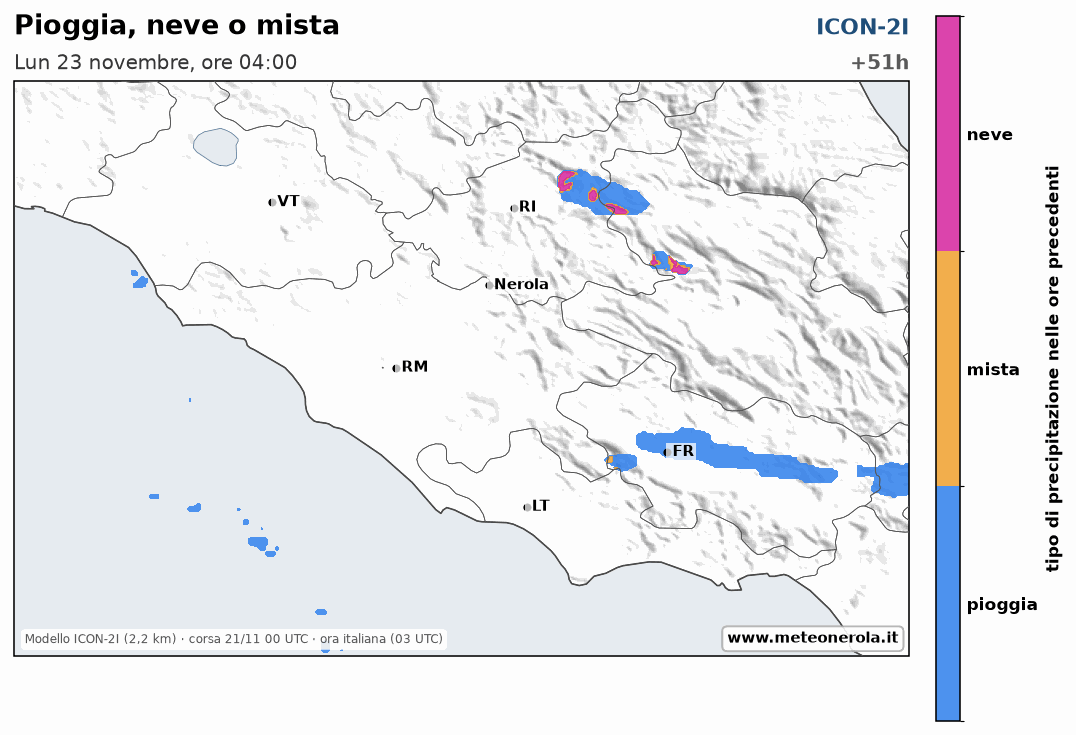 Pioggia, neve o mista
ICON-2I
Lun 23 novembre, ore 04:00
+51h
neve
VT
RI
Nerola
mista
RM
FR
LT
pioggia
tipo di precipitazione nelle ore precedenti
Modello ICON-2I (2,2 km) · corsa 21/11 00 UTC · ora italiana (03 UTC)
www.meteonerola.it